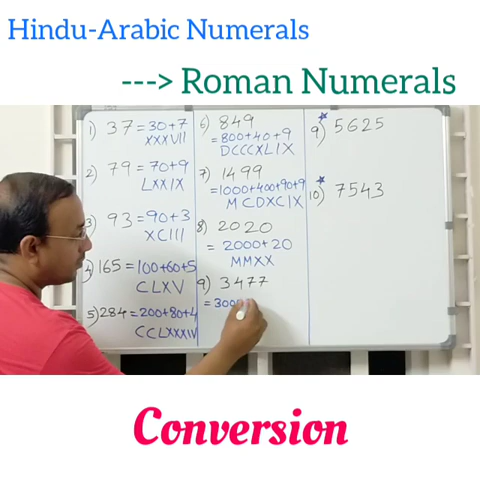 Hindu-Arabic Numerals
---> Roman Numerals
1) 37 = 30+7
XXXVII
2) 79 = 70+9
LXXIX
3) 93 = 90+3
XCIII
4) 165 = 100+60+5
CLXV
5) 284 = 200+80+4
CCLXXXIV
6) 849
= 800+40+9
DCCCXLIX
7) 1499
= 1000+400+90+9
MCDXCIX
8) 2020
= 2000+20
MMXX
9) 3477
= 300
9) 5625
10) 7543
Conversion